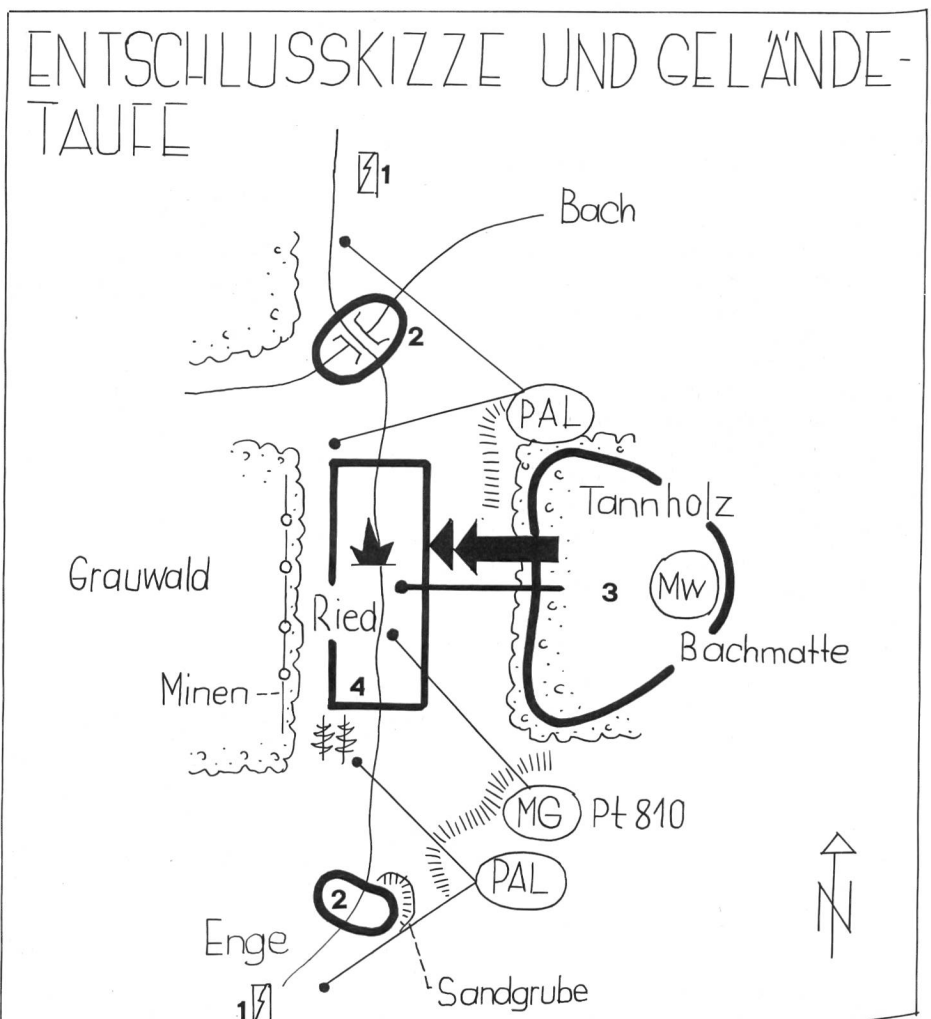 ENTSCHLUSSKIZZE UND GELÄNDE-
TAUFE
1
Bach
2
PAL
Tannholz
Grauwald
3
MW
Ried
Bachmatte
Minen
4
MG Pt 810
PAL
2
Enge
N
Sandgrube
1